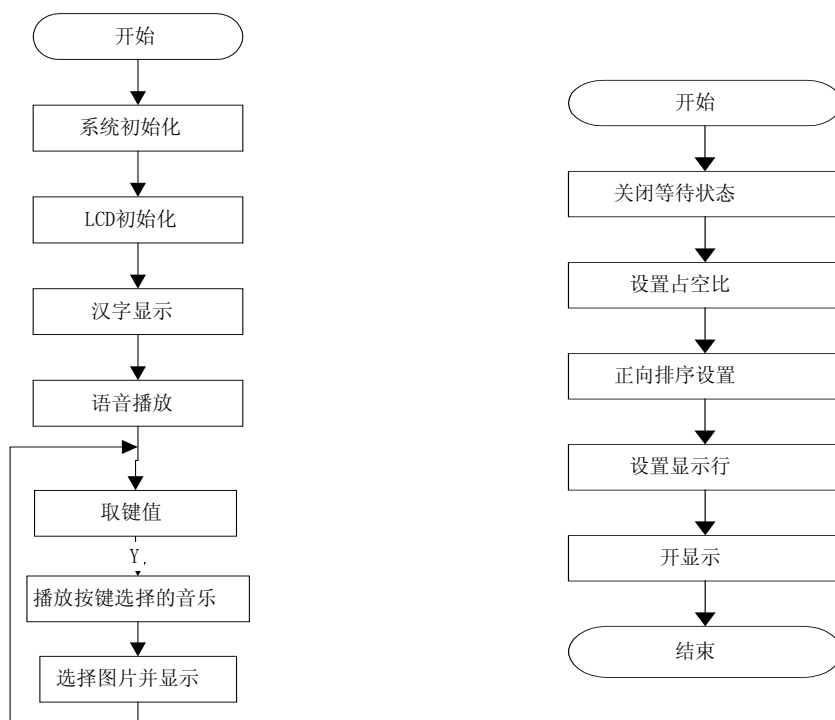 开始
系统初始化
LCD初始化
汉字显示
语音播放
取键值
Y,
播放按键选择的音乐
选择图片并显示
开始
关闭等待状态
设置占空比
正向排序设置
设置显示行
开显示
结束